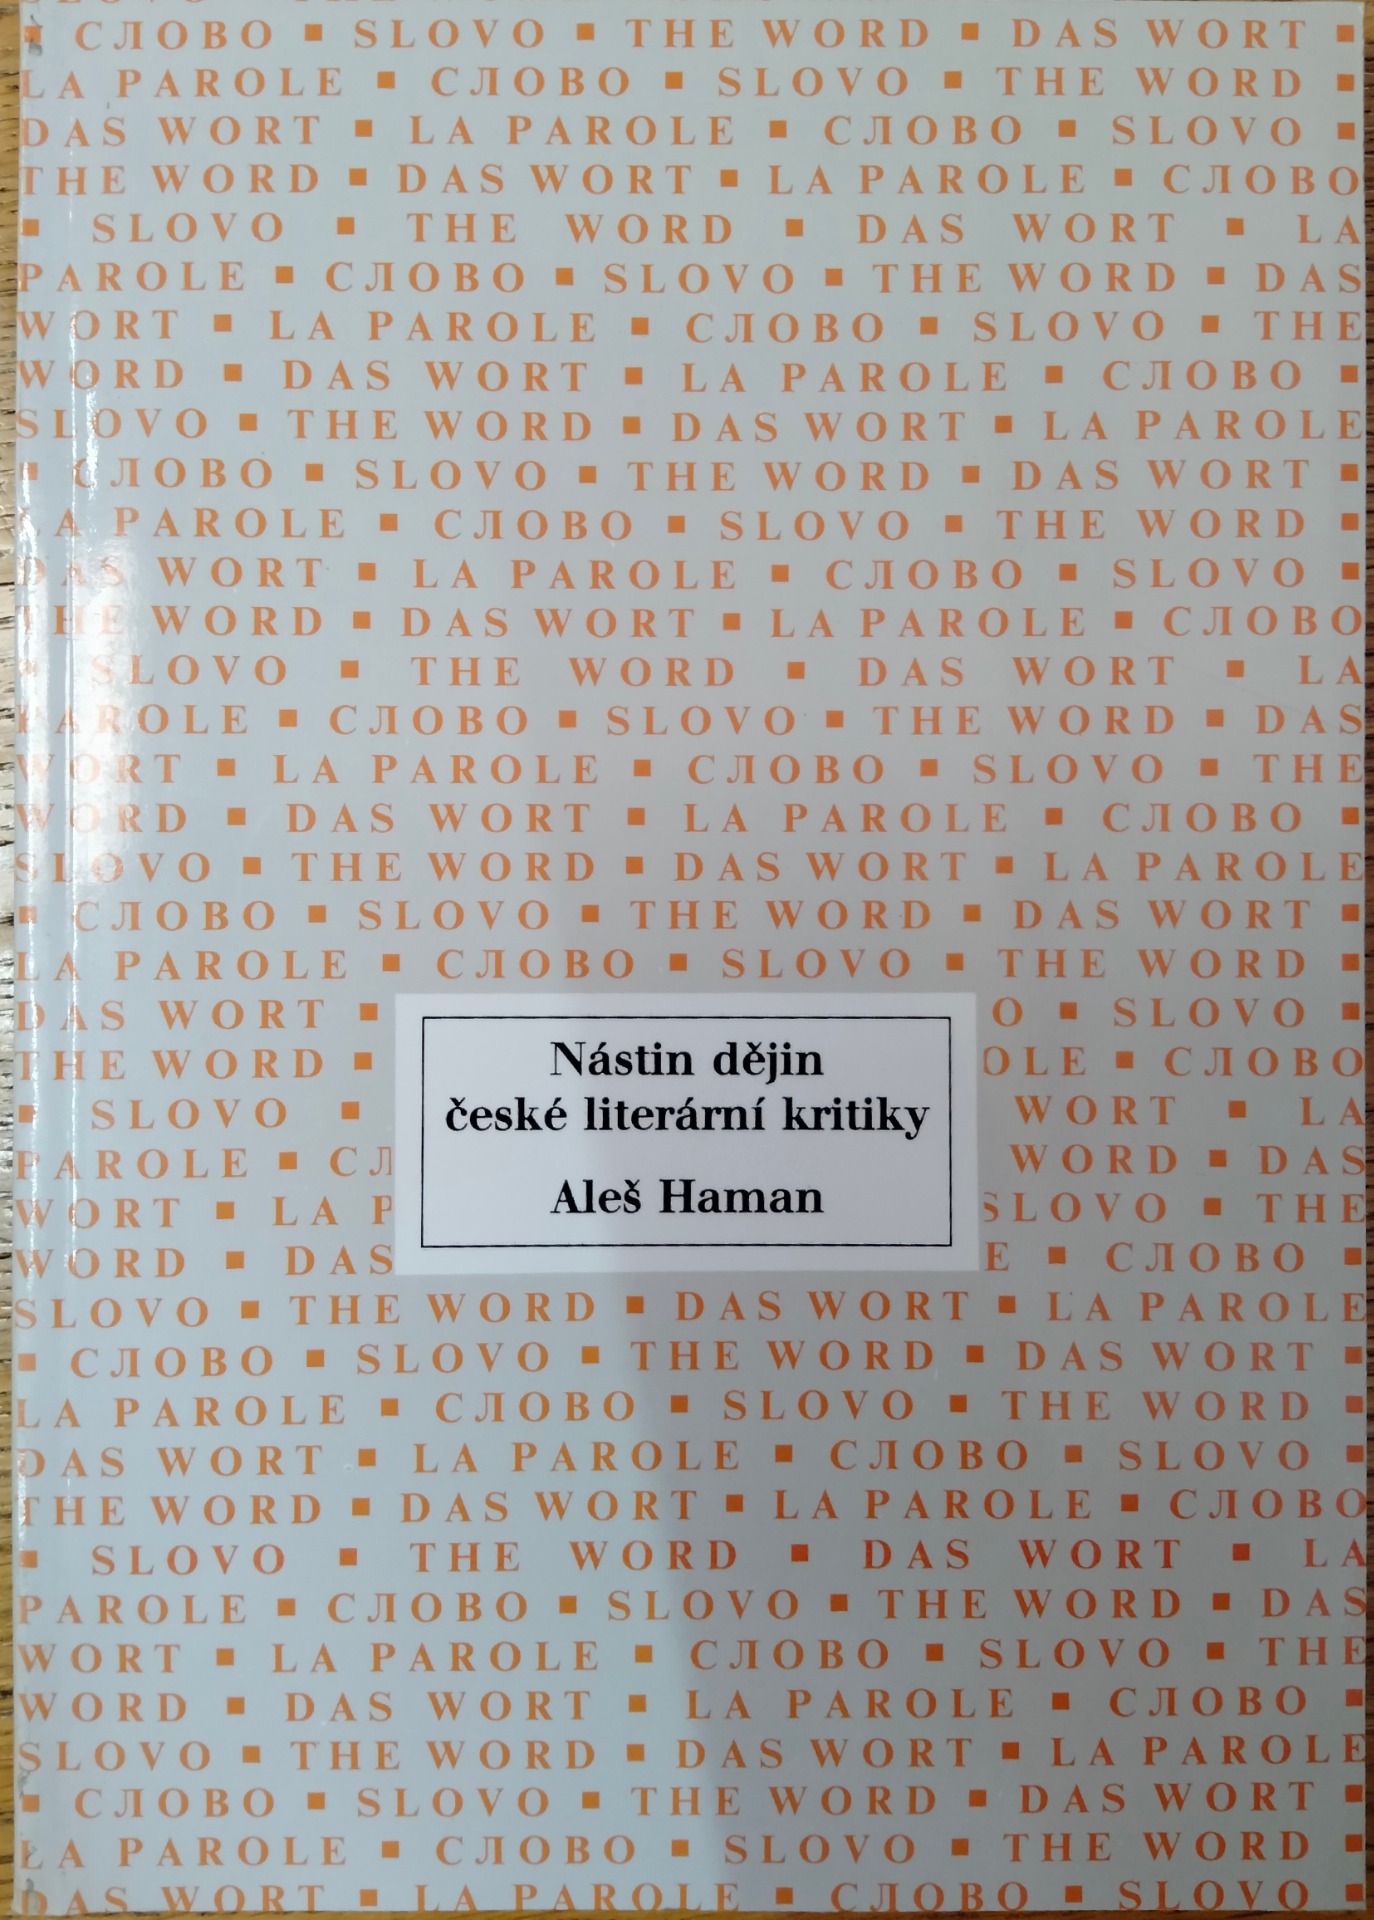 ▪ СЛОВО ▪ SLOVO ▪ THE WORD ▪ DAS WORT ▪
LA PAROLE ▪ СЛОВО ▪ SLOVO ▪ THE WORD ▪
DAS WORT ▪ LA PAROLE ▪ СЛОВО ▪ SLOVO ▪
THE WORD ▪ DAS WORT ▪ LA PAROLE ▪ СЛОВО
▪ SLOVO ▪ THE WORD ▪ DAS WORT ▪ LA
PAROLE ▪ СЛОВО ▪ SLOVO ▪ THE WORD ▪ DAS
WORT ▪ LA PAROLE ▪ СЛОВО ▪ SLOVO ▪ THE
WORD ▪ DAS WORT ▪ LA PAROLE ▪ СЛОВО ▪
SLOVO ▪ THE WORD ▪ DAS WORT ▪ LA PAROLE
▪ СЛОВО ▪ SLOVO ▪ THE WORD ▪ DAS WORT ▪
LA PAROLE ▪ СЛОВО ▪ SLOVO ▪ THE WORD ▪
DAS WORT ▪ LA PAROLE ▪ СЛОВО ▪ SLOVO ▪
THE WORD ▪ DAS WORT ▪ LA PAROLE ▪ СЛОВО
▪ SLOVO ▪ THE WORD ▪ DAS WORT ▪ LA
PAROLE ▪ СЛОВО ▪ SLOVO ▪ THE WORD ▪ DAS
WORT ▪ LA PAROLE ▪ СЛОВО ▪ SLOVO ▪ THE
WORD ▪ DAS WORT ▪ LA PAROLE ▪ СЛОВО ▪
SLOVO ▪ THE WORD ▪ DAS WORT ▪ LA PAROLE
▪ СЛОВО ▪ SLOVO ▪ THE WORD ▪ DAS WORT ▪
LA PAROLE ▪ СЛОВО ▪ SLOVO ▪ THE WORD ▪
DAS WORT ▪ О ▪ SLOVO ▪
THE WORD ▪ OLE ▪ СЛОВО
▪ SLOVO ▪ WORT ▪ LA
PAROLE ▪ СЛ WORD ▪ DAS
WORT ▪ LA P SLOVO ▪ THE
WORD ▪ DAS E ▪ СЛОВО ▪
Nástin dějin
české literární kritiky
Aleš Haman
SLOVO ▪ THE WORD ▪ DAS WORT ▪ LA PAROLE
▪ СЛОВО ▪ SLOVO ▪ THE WORD ▪ DAS WORT ▪
LA PAROLE ▪ СЛОВО ▪ SLOVO ▪ THE WORD ▪
DAS WORT ▪ LA PAROLE ▪ СЛОВО ▪ SLOVO ▪
THE WORD ▪ DAS WORT ▪ LA PAROLE ▪ СЛОВО
▪ SLOVO ▪ THE WORD ▪ DAS WORT ▪ LA
PAROLE ▪ СЛОВО ▪ SLOVO ▪ THE WORD ▪ DAS
WORT ▪ LA PAROLE ▪ СЛОВО ▪ SLOVO ▪ THE
WORD ▪ DAS WORT ▪ LA PAROLE ▪ СЛОВО ▪
SLOVO ▪ THE WORD ▪ DAS WORT ▪ LA PAROLE
▪ СЛОВО ▪ SLOVO ▪ THE WORD ▪ DAS WORT ▪
LA PAROLE ▪ СЛОВО ▪ SLOVO ▪ THE WORD ▪
DAS WORT ▪ LA PAROLE ▪ СЛОВО ▪ SLOVO ▪